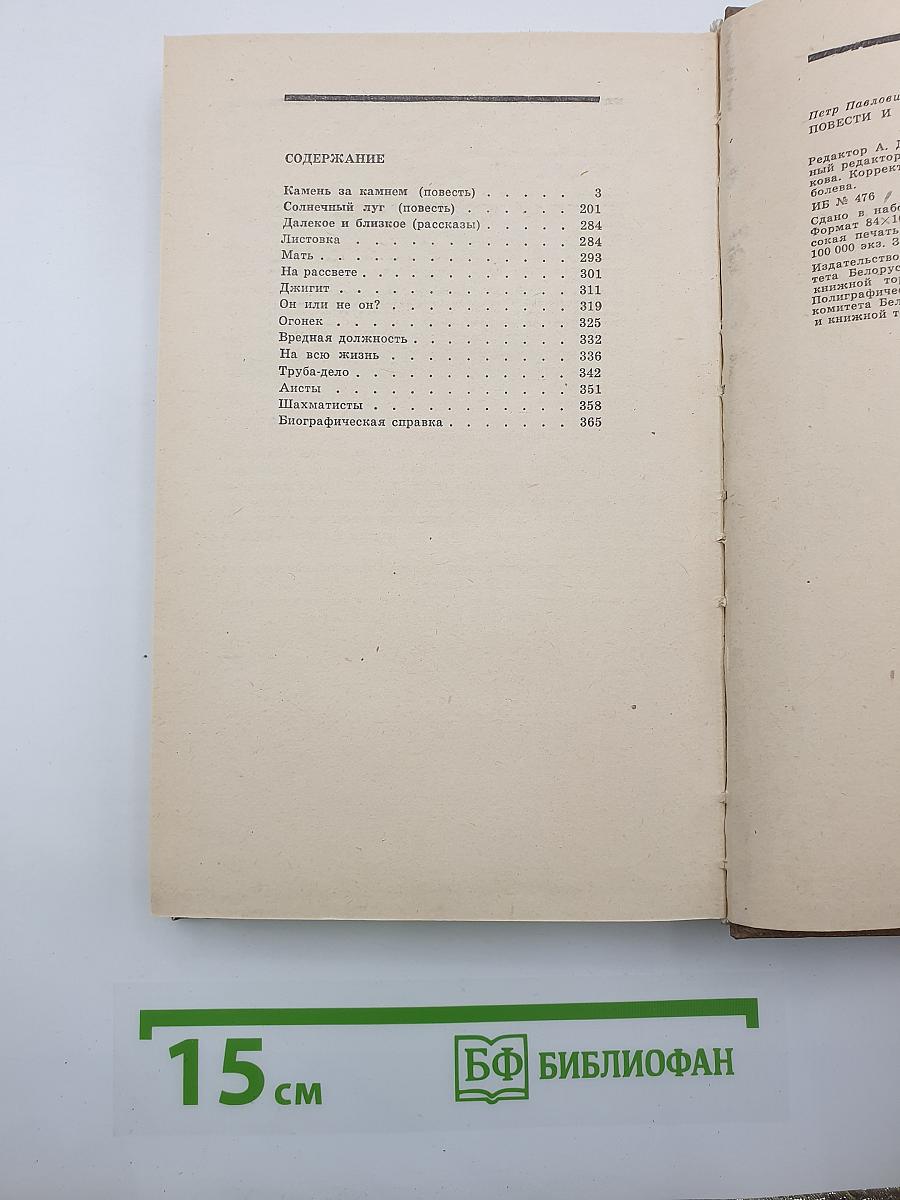 СОДЕРЖАНИЕ
Камень за камнем (повесть) . . . . . 3
Солнечный луг (повесть) . . . . . . 201
Далекое и близкое (рассказы) . . . . . 284
Листовка . . . . . . . . . . . 284
Мать . . . . . . . . . . . . . 293
На рассвете . . . . . . . . . . 301
Джигит . . . . . . . . . . . . 311
Он или не он? . . . . . . . . . 319
Огонек . . . . . . . . . . . . 325
Вредная должность . . . . . . . . 332
На всю жизнь . . . . . . . . . 336
Труба-дело . . . . . . . . . . . 342
Аисты . . . . . . . . . . . . 351
Шахматисты . . . . . . . . . . 358
Биографическая справка . . . . . . . 365
Петр
ПОВЕСТИ И
Редактор А.
ный редактор
кова. Коррект
болева.
ИБ № 476
Сдано в набо
Формат 84×10
сокая печать
100 000 экз. З
Издательство
тета Белорус
книжной тор
Полиграфичес
комитета Бел
и книжной т
15 см
БФ БИБЛИОФАН